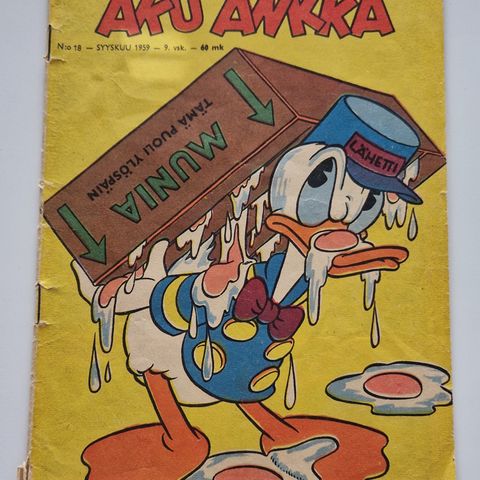 AKU ANKKA
N:o 18 — SYYSKUU 1959 — 9. vsk. — 60 mk
LÄHETTI
MUNIA
TÄMÄ PUOLI YLÖSPÄIN